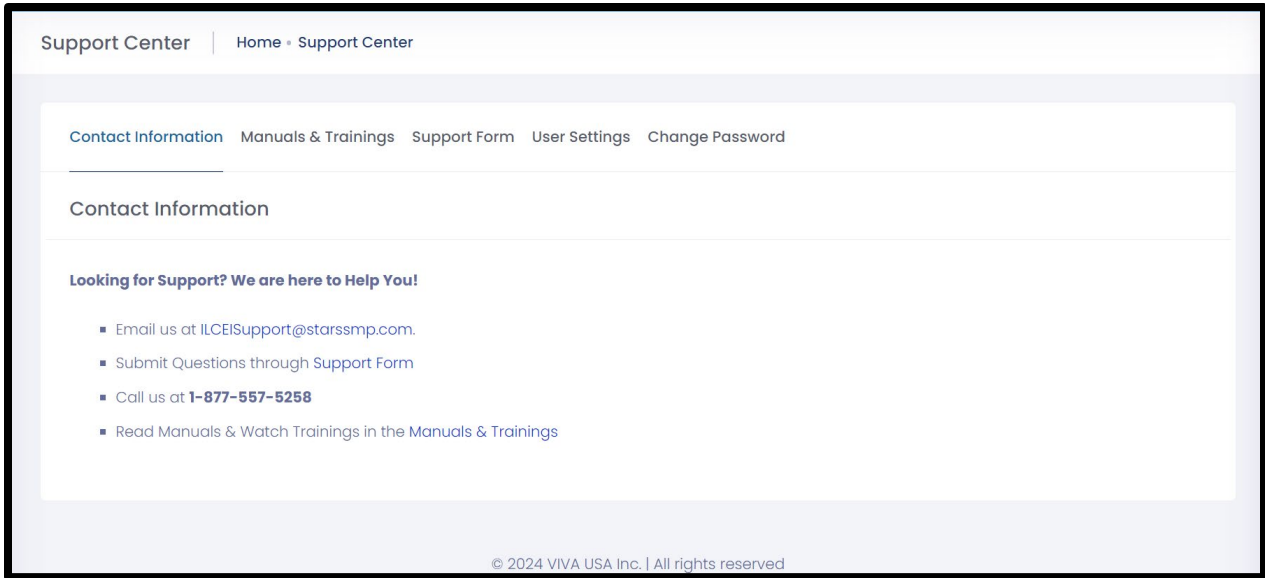 Support Center Home • Support Center
Contact Information Manuals & Trainings Support Form User Settings Change Password
Contact Information
Looking for Support? We are here to Help You!
▪ Email us at ILCEISupport@starssmp.com.
▪ Submit Questions through Support Form
▪ Call us at 1-877-557-5258
▪ Read Manuals & Watch Trainings in the Manuals & Trainings
© 2024 VIVA USA Inc. | All rights reserved